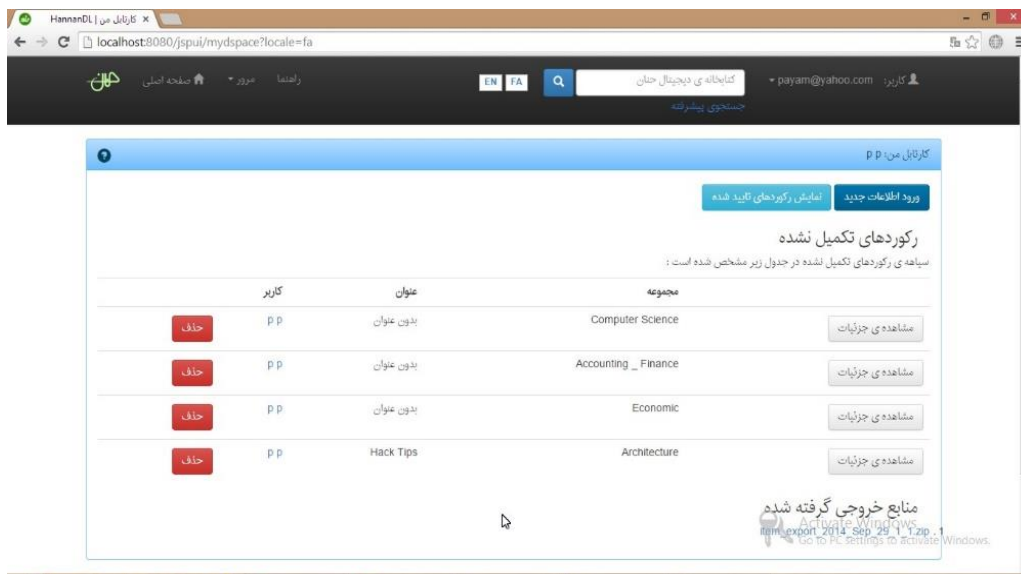 کارتابل من | HannanDL
localhost:8080/jspui/mydspace?locale=fa
حنان صفحه اصلی مرور راهنما EN FA کتابخانه ی دیجیتال حنان کاربر: payam@yahoo.com
جستجوی پیشرفته
کارتابل من: p p
ورود اطلاعات جدید نمایش رکوردهای تایید شده
رکوردهای تکمیل نشده
سیاهه ی رکوردهای تکمیل نشده در جدول زیر مشخص شده است :
مجموعه عنوان کاربر
مشاهده ی جزئیات Computer Science بدون عنوان p p حذف
مشاهده ی جزئیات Accounting _ Finance بدون عنوان p p حذف
مشاهده ی جزئیات Economic بدون عنوان p p حذف
مشاهده ی جزئیات Architecture Hack Tips p p حذف
منابع خروجی گرفته شده
1. item_export_2014_Sep_29_1_1.zip
Activate Windows
Go to PC settings to activate Windows.